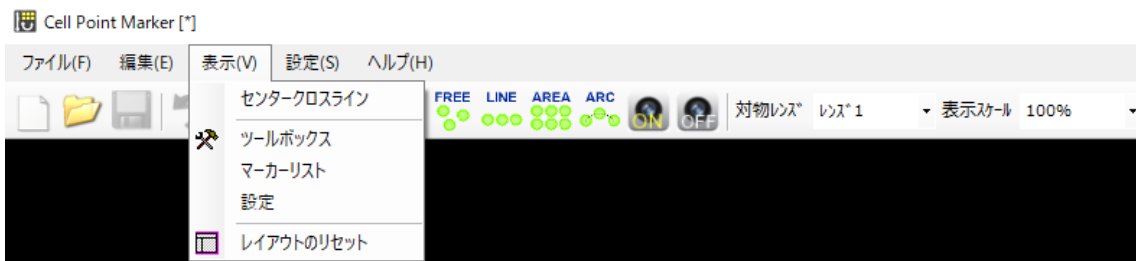 Cell Point Marker [*]
ファイル(F) 編集(E) 表示(V) 設定(S) ヘルプ(H)
センタークロスライン
ツールボックス
マーカーリスト
設定
レイアウトのリセット
FREE LINE AREA ARC ON OFF 対物ﾚﾝｽﾞ ﾚﾝｽﾞ1 表示ｽｹｰﾙ 100%